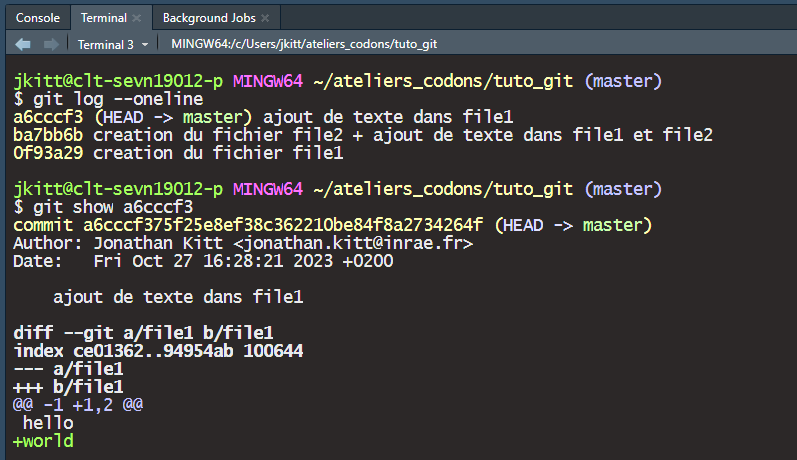 Console Terminal Background Jobs
Terminal 3 MINGW64:/c/Users/jkitt/ateliers_codons/tuto_git
jkitt@clt-sevn19012-p MINGW64 ~/ateliers_codons/tuto_git (master)
$ git log --oneline
a6cccf3 (HEAD -> master) ajout de texte dans file1
ba7bb6b creation du fichier file2 + ajout de texte dans file1 et file2
0f93a29 creation du fichier file1
jkitt@clt-sevn19012-p MINGW64 ~/ateliers_codons/tuto_git (master)
$ git show a6cccf3
commit a6cccf375f25e8ef38c362210be84f8a2734264f (HEAD -> master)
Author: Jonathan Kitt <jonathan.kitt@inrae.fr>
Date:   Fri Oct 27 16:28:21 2023 +0200
ajout de texte dans file1
diff --git a/file1 b/file1
index ce01362..94954ab 100644
--- a/file1
+++ b/file1
@@ -1 +1,2 @@
hello
+world